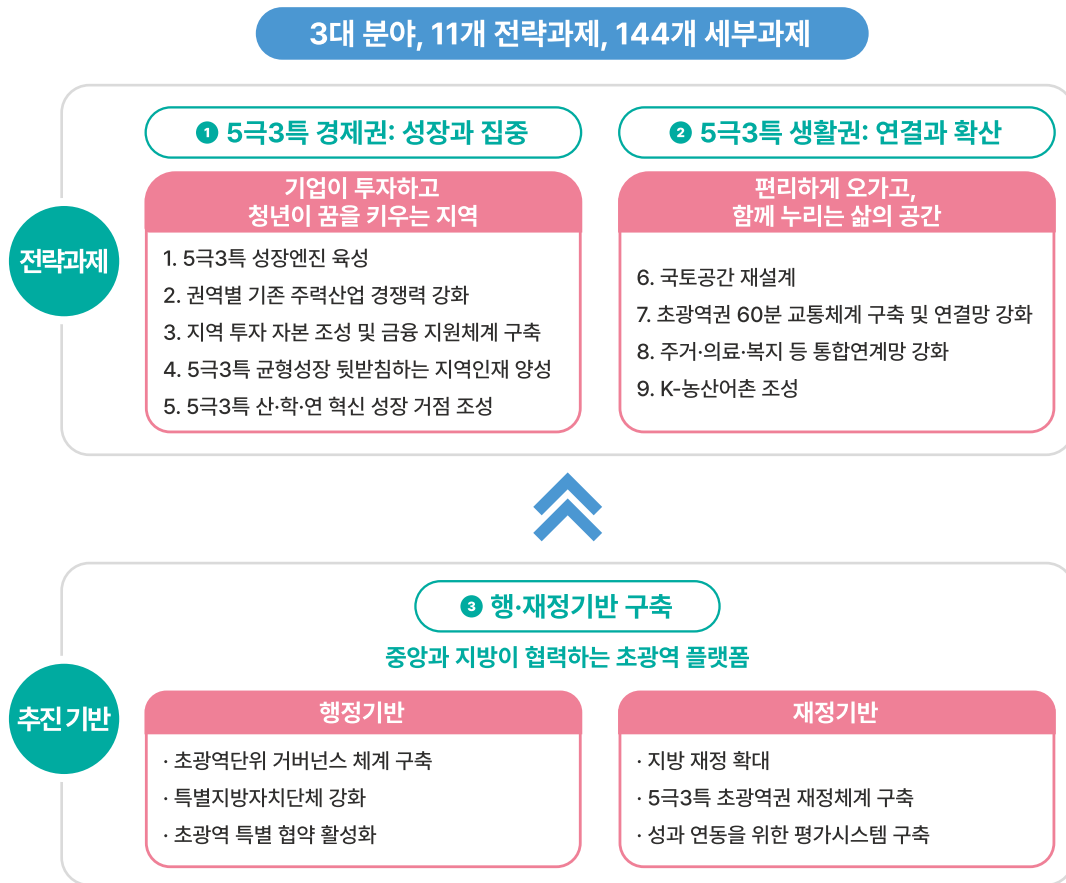 3대 분야, 11개 전략과제, 144개 세부과제
전략과제
❶ 5극3특 경제권: 성장과 집중
기업이 투자하고
청년이 꿈을 키우는 지역
1. 5극3특 성장엔진 육성
2. 권역별 기존 주력산업 경쟁력 강화
3. 지역 투자 자본 조성 및 금융 지원체계 구축
4. 5극3특 균형성장 뒷받침하는 지역인재 양성
5. 5극3특 산·학·연 혁신 성장 거점 조성
❷ 5극3특 생활권: 연결과 확산
편리하게 오가고,
함께 누리는 삶의 공간
6. 국토공간 재설계
7. 초광역권 60분 교통체계 구축 및 연결망 강화
8. 주거·의료·복지 등 통합연계망 강화
9. K-농산어촌 조성
추진 기반
❸ 행·재정기반 구축
중앙과 지방이 협력하는 초광역 플랫폼
행정기반
· 초광역단위 거버넌스 체계 구축
· 특별지방자치단체 강화
· 초광역 특별 협약 활성화
재정기반
· 지방 재정 확대
· 5극3특 초광역권 재정체계 구축
· 성과 연동을 위한 평가시스템 구축